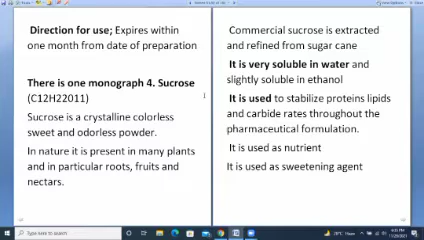 Direction for use; Expires within
one month from date of preparation
There is one monograph 4. Sucrose
(C12H22011)
Sucrose is a crystalline colorless
sweet and odorless powder.
In nature it is present in many plants
and in particular roots, fruits and
nectars.
Commercial sucrose is extracted
and refined from sugar cane
It is very soluble in water and
slightly soluble in ethanol
It is used to stabilize proteins lipids
and carbide rates throughout the
pharmaceutical formulation.
It is used as nutrient
It is used as sweetening agent
Type here to search